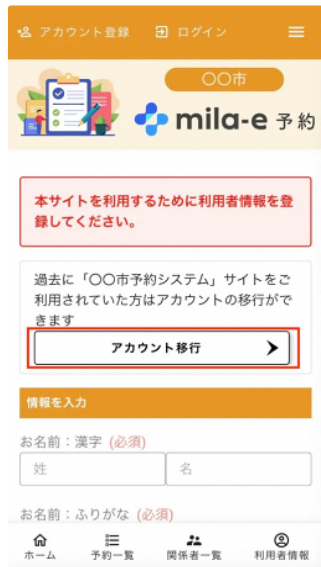 アカウント登録 ログイン
〇〇市
mila-e 予約
本サイトを利用するために利用者情報を登
録してください。
過去に「〇〇市予約システム」サイトをご
利用されていた方はアカウントの移行がで
きます
アカウント移行
情報を入力
お名前：漢字 (必須)
姓 名
お名前：ふりがな (必須)
ホーム 予約一覧 関係者一覧 利用者情報